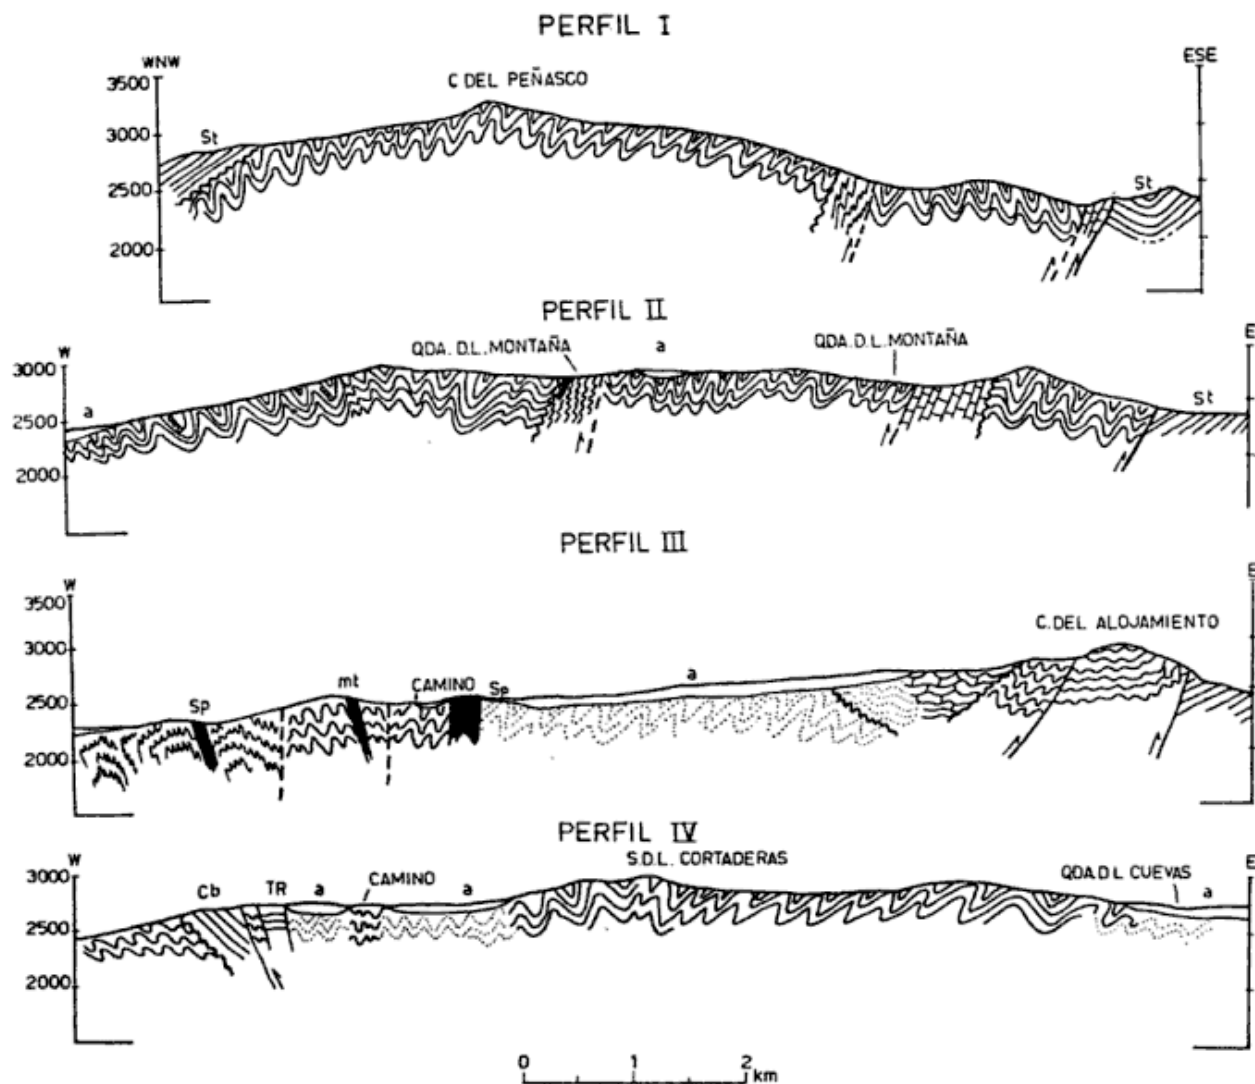 PERFIL I
WNW
ESE
3500
C DEL PEÑASCO
3000
St
2500
St
2000
PERFIL II
W
E
QDA. D.L. MONTAÑA
a
QDA. D.L. MONTAÑA
3000
a
2500
St
2000
PERFIL III
W
E
3500
C. DEL ALOJAMIENTO
3000
mt
CAMINO
a
Sp
Sp
2500
2000
PERFIL IV
W
S.D.L. CORTADERAS
E
3000
Cb
TR
a
CAMINO
a
QDA.D.L CUEVAS
a
2500
2000
0 1 2
km